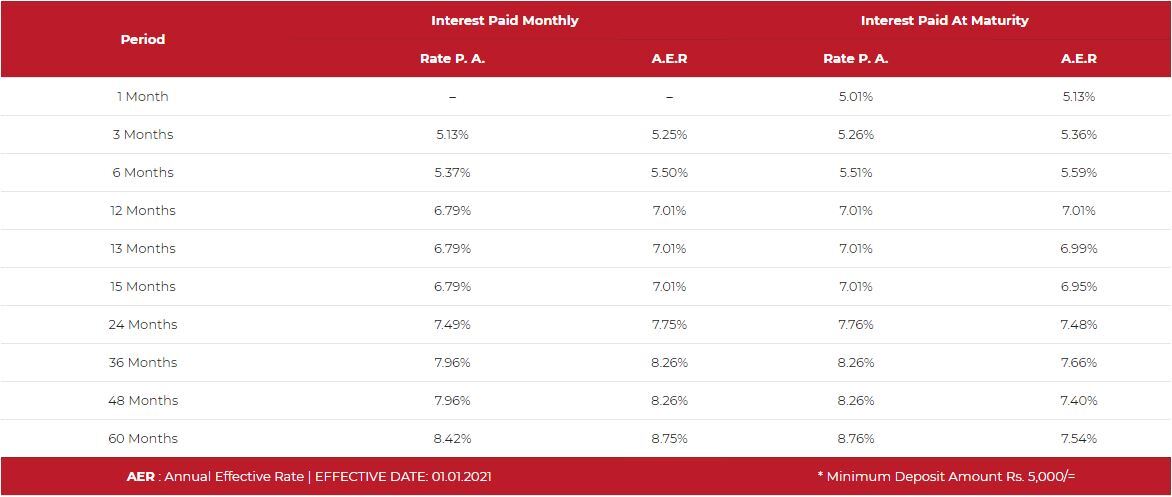 Period Interest Paid Monthly Interest Paid At Maturity
Rate P. A. A.E.R Rate P. A. A.E.R
1 Month – – 5.01% 5.13%
3 Months 5.13% 5.25% 5.26% 5.36%
6 Months 5.37% 5.50% 5.51% 5.59%
12 Months 6.79% 7.01% 7.01% 7.01%
13 Months 6.79% 7.01% 7.01% 6.99%
15 Months 6.79% 7.01% 7.01% 6.95%
24 Months 7.49% 7.75% 7.76% 7.48%
36 Months 7.96% 8.26% 8.26% 7.66%
48 Months 7.96% 8.26% 8.26% 7.40%
60 Months 8.42% 8.75% 8.76% 7.54%
AER : Annual Effective Rate | EFFECTIVE DATE: 01.01.2021 * Minimum Deposit Amount Rs. 5,000/=